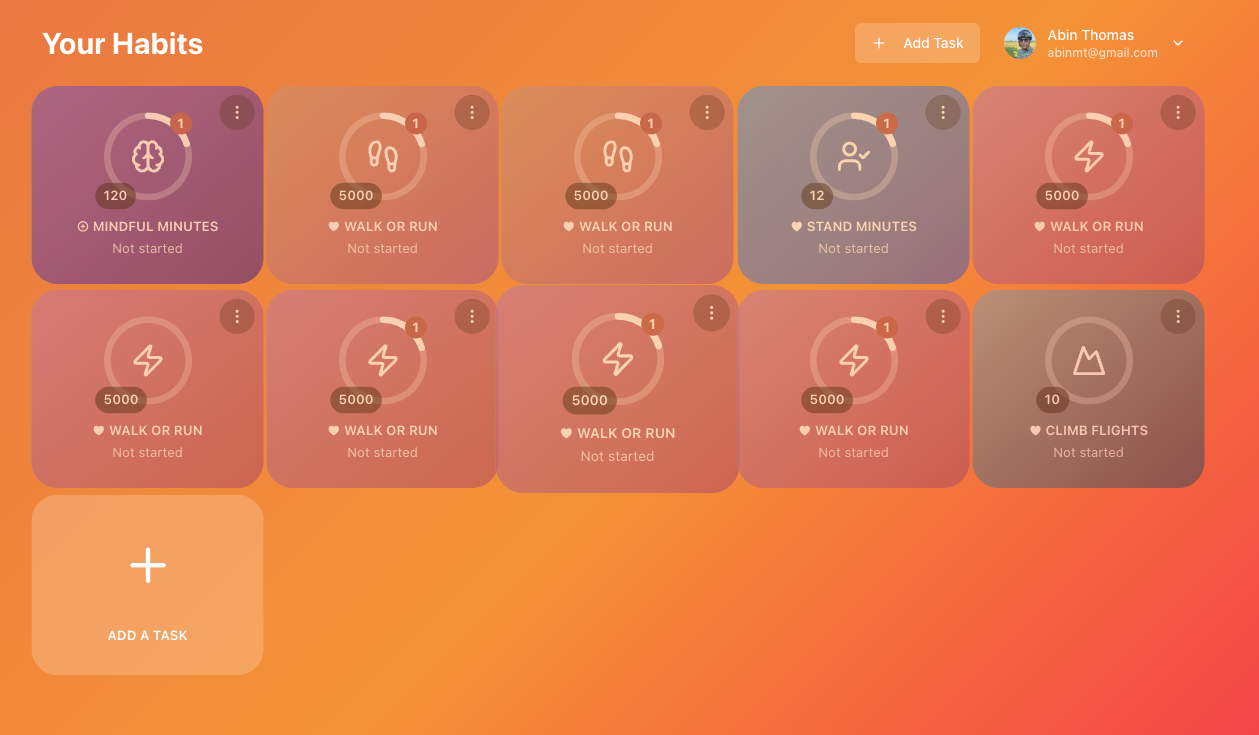 Your Habits
+ Add Task
Abin Thomas
abinmt@gmail.com
1
120
MINDFUL MINUTES
Not started
1
5000
WALK OR RUN
Not started
1
5000
WALK OR RUN
Not started
1
12
STAND MINUTES
Not started
1
5000
WALK OR RUN
Not started
5000
WALK OR RUN
Not started
1
5000
WALK OR RUN
Not started
1
5000
WALK OR RUN
Not started
1
5000
WALK OR RUN
Not started
10
CLIMB FLIGHTS
Not started
ADD A TASK